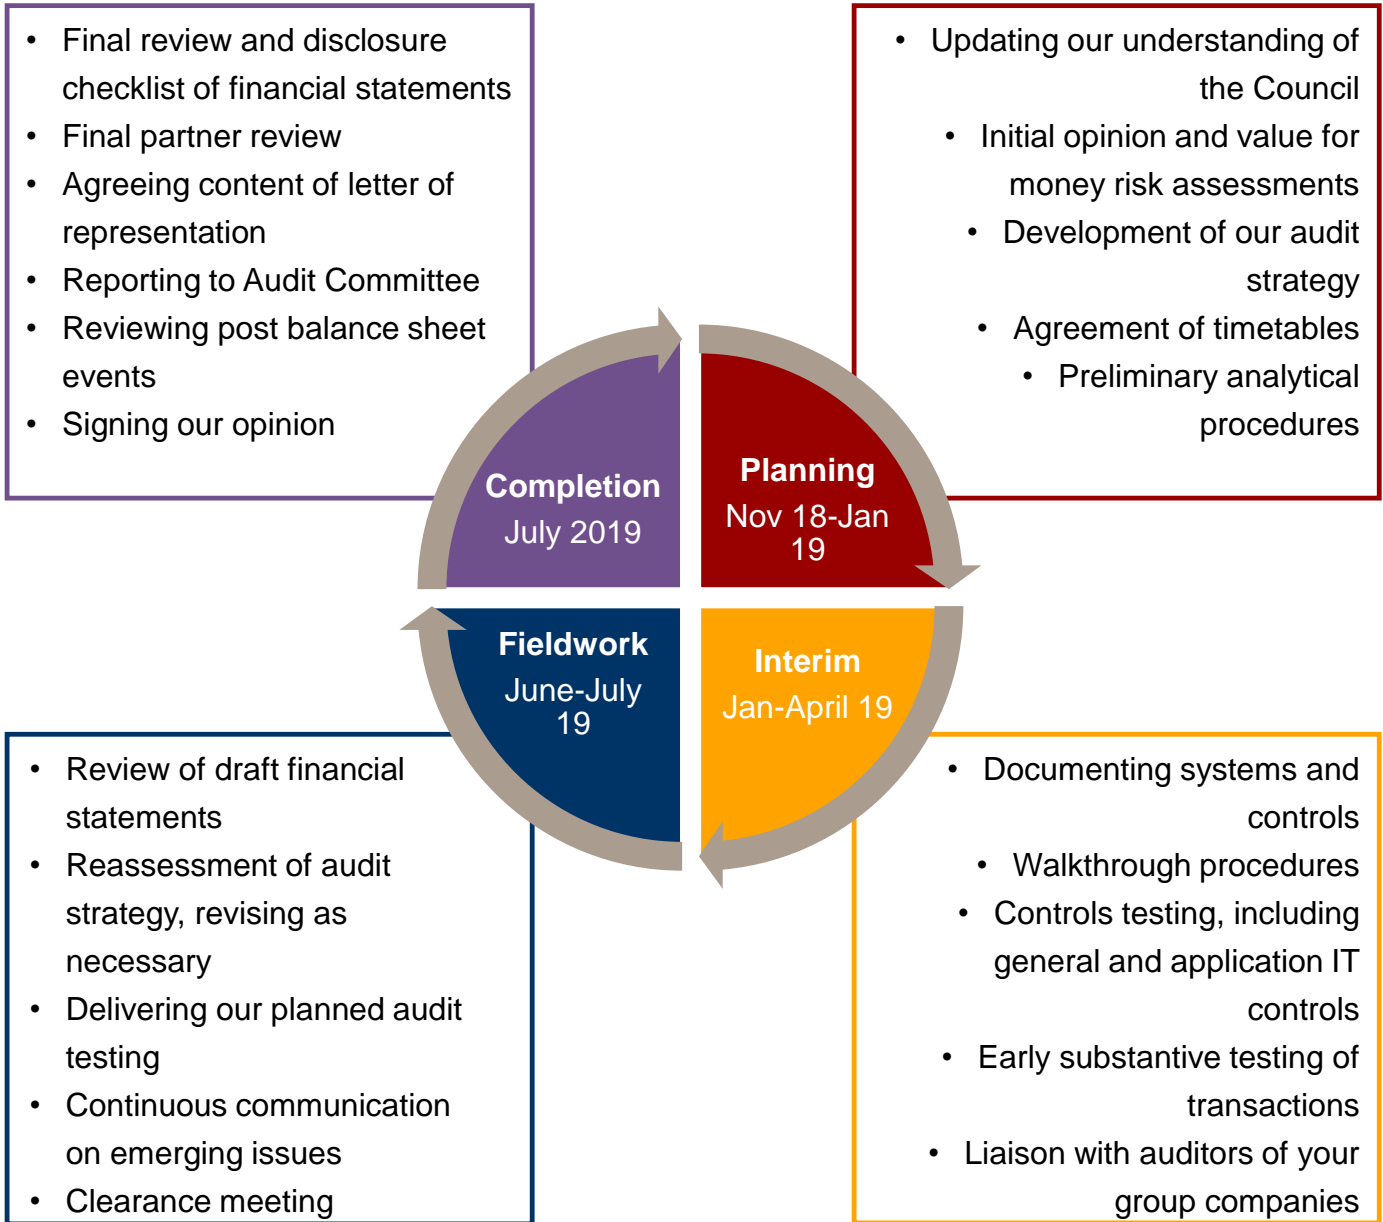 • Final review and disclosure
checklist of financial statements
• Final partner review
• Agreeing content of letter of
representation
• Reporting to Audit Committee
• Reviewing post balance sheet
events
• Signing our opinion
• Updating our understanding of
the Council
• Initial opinion and value for
money risk assessments
• Development of our audit
strategy
• Agreement of timetables
• Preliminary analytical
procedures
Completion
July 2019
Planning
Nov 18-Jan
19
Fieldwork
June-July
19
Interim
Jan-April 19
• Review of draft financial
statements
• Reassessment of audit
strategy, revising as
necessary
• Delivering our planned audit
testing
• Continuous communication
on emerging issues
• Clearance meeting
• Documenting systems and
controls
• Walkthrough procedures
• Controls testing, including
general and application IT
controls
• Early substantive testing of
transactions
• Liaison with auditors of your
group companies